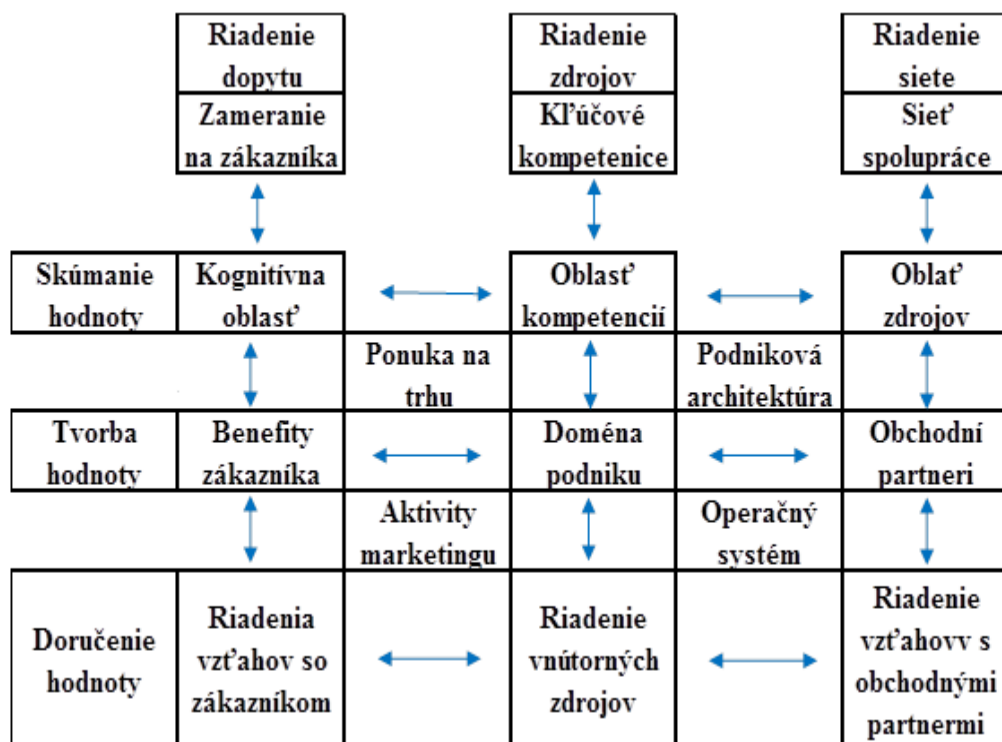 Riadenie
dopytu
Riadenie
zdrojov
Riadenie
siete
Zameranie
na zákazníka
Kľúčové
kompetenice
Sieť
spolupráce
Skúmanie
hodnoty
Kognitívna
oblasť
Oblasť
kompetencií
Oblať
zdrojov
Ponuka na
trhu
Podniková
architektúra
Tvorba
hodnoty
Benefity
zákazníka
Doména
podniku
Obchodní
partneri
Aktivity
marketingu
Operačný
systém
Doručenie
hodnoty
Riadenia
vzťahov so
zákazníkom
Riadenie
vnútorných
zdrojov
Riadenie
vzťahovv s
obchodnými
partnermi